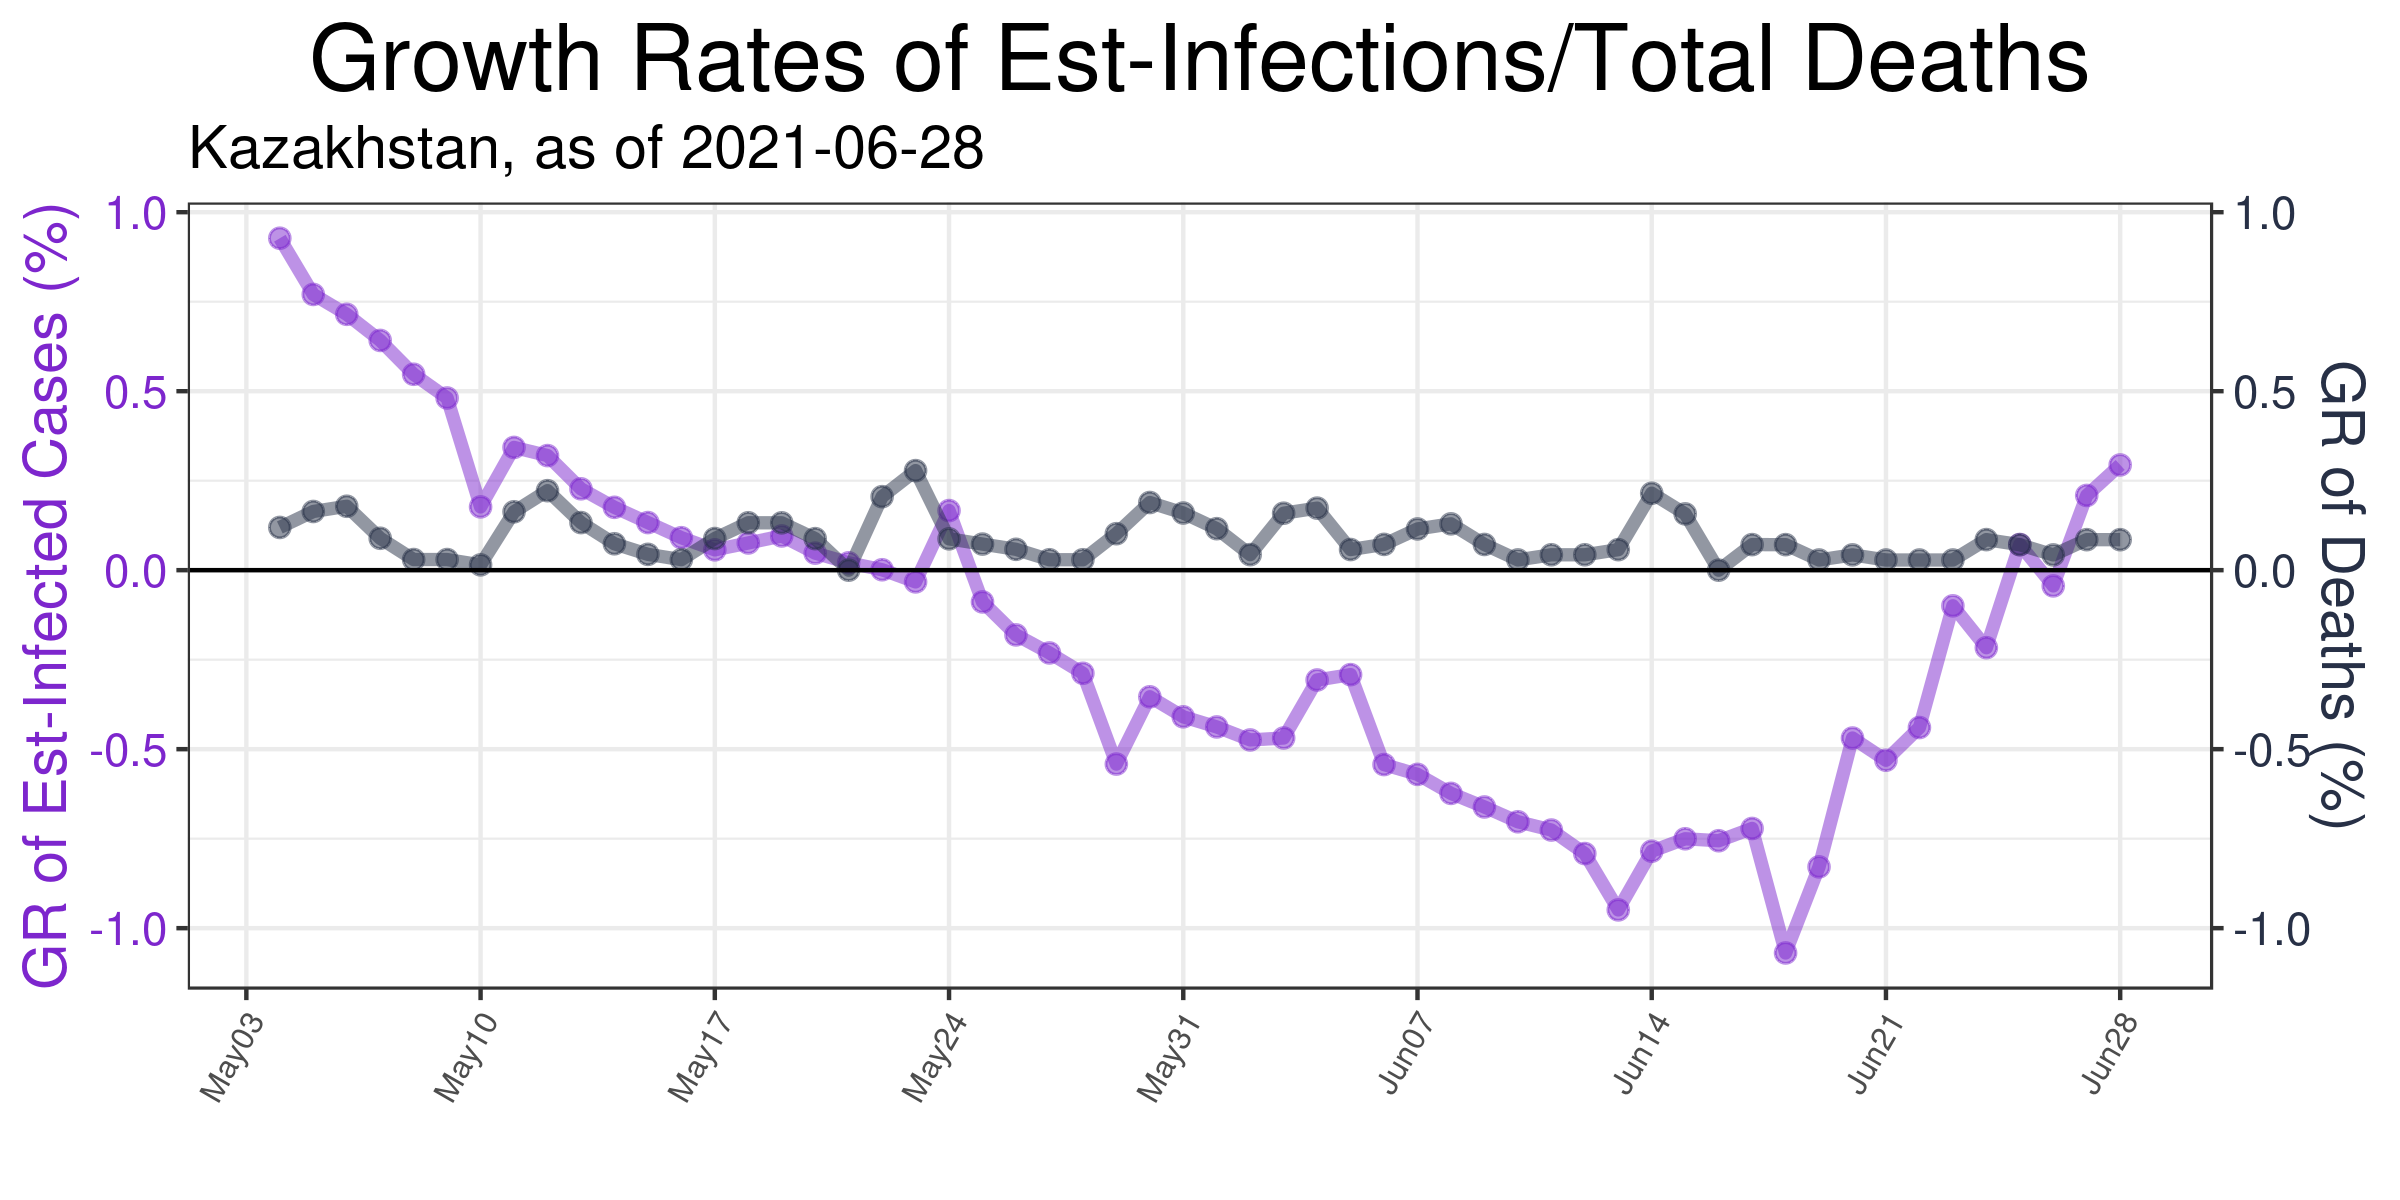 Growth Rates of Est-Infections/Total Deaths
Kazakhstan, as of 2021-06-28
GR of Est-Infected Cases (%)
1.0
0.5
0.0
-0.5
-1.0
1.0
0.5
0.0
-0.5
-1.0
GR of Deaths (%)
May03
May10
May17
May24
May31
Jun07
Jun14
Jun21
Jun28